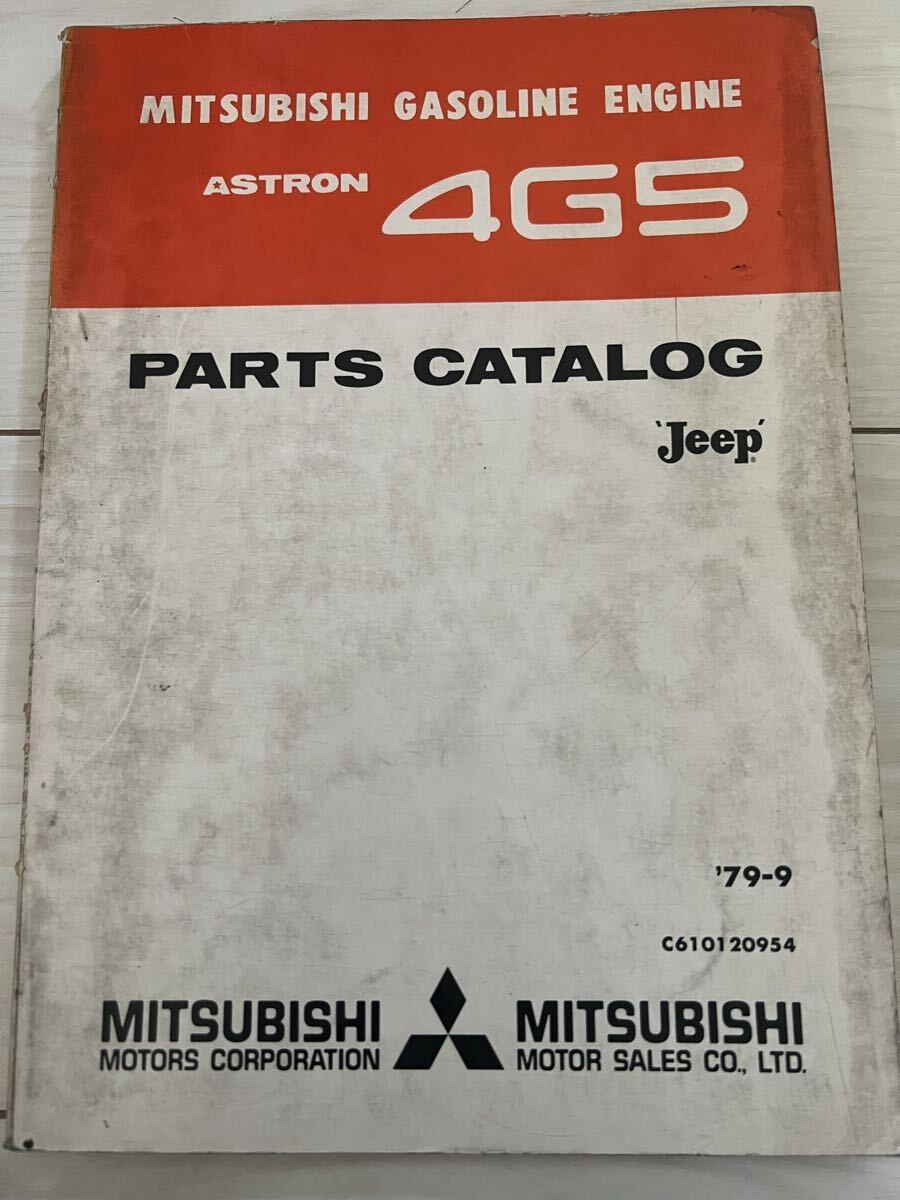 MITSUBISHI GASOLINE ENGINE
ASTRON 4G5
PARTS CATALOG
'Jeep'®
'79-9
C610120954
MITSUBISHI MOTORS CORPORATION
MITSUBISHI MOTOR SALES CO., LTD.